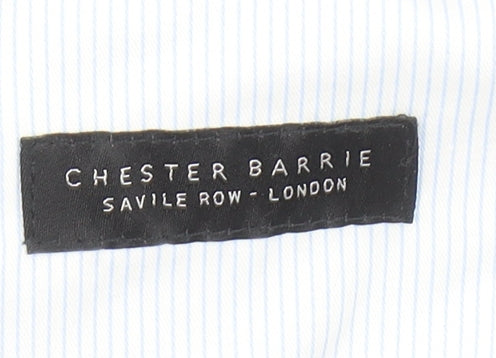 CHESTER BARRIE
SAVILE ROW - LONDON